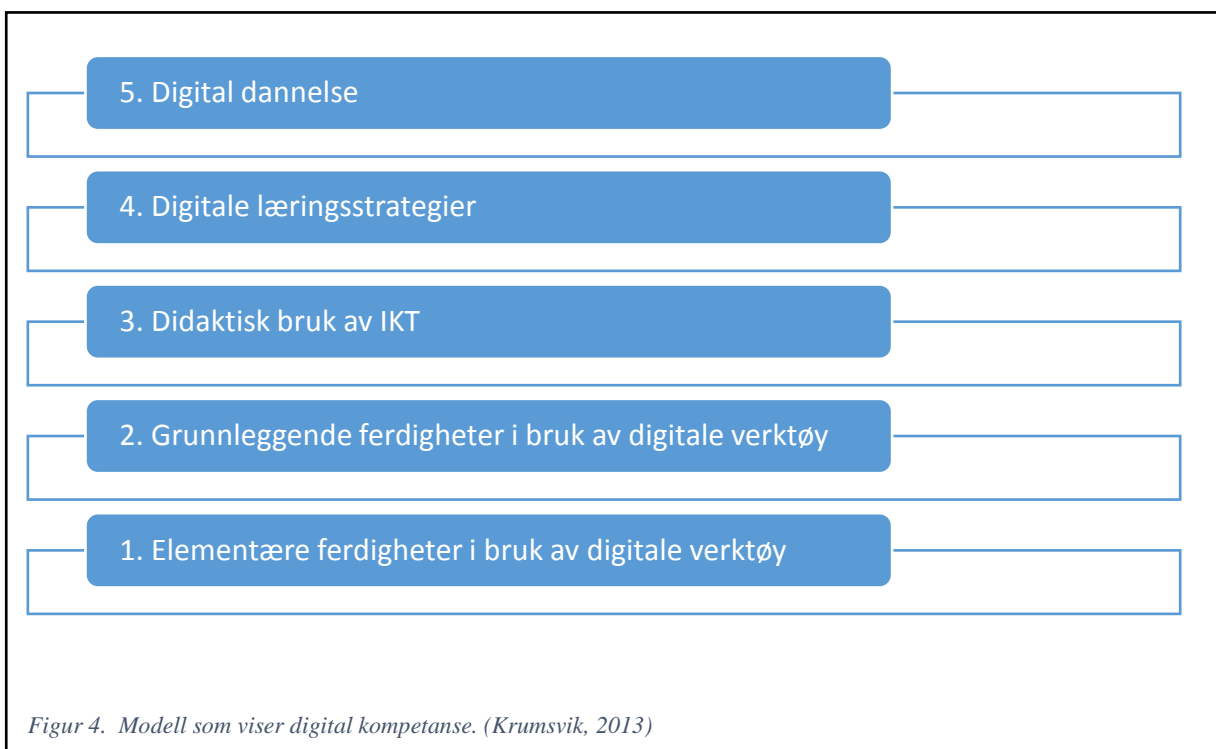 5. Digital dannelse
4. Digitale læringsstrategier
3. Didaktisk bruk av IKT
2. Grunnleggende ferdigheter i bruk av digitale verktøy
1. Elementære ferdigheter i bruk av digitale verktøy
Figur 4. Modell som viser digital kompetanse. (Krumsvik, 2013)